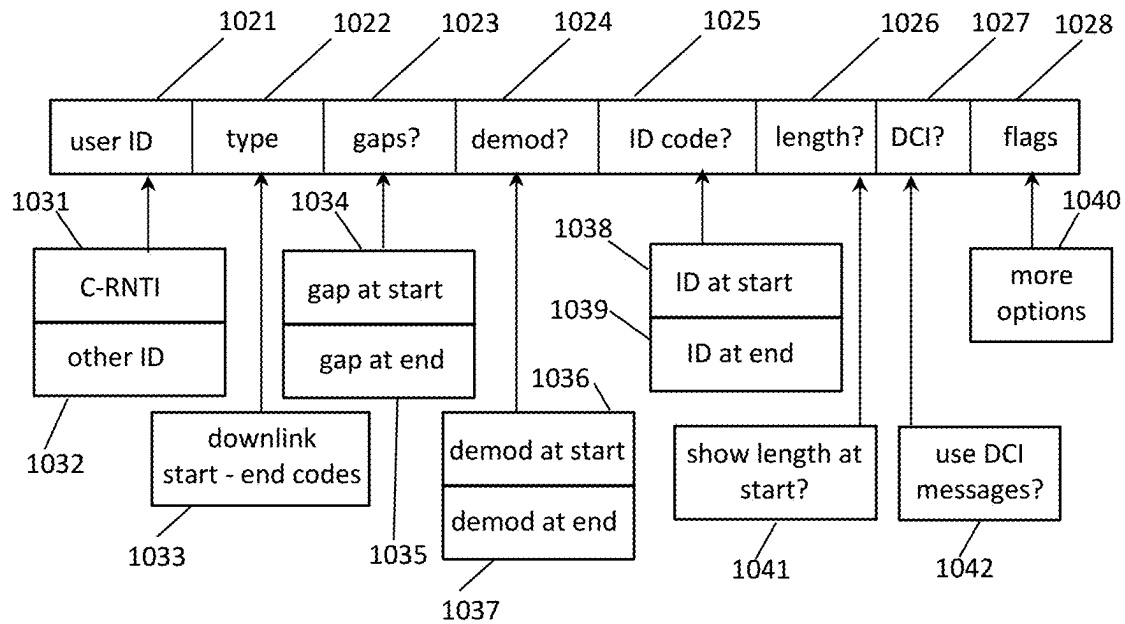 1021 1022 1023 1024 1025 1026 1027 1028
user ID type gaps? demod? ID code? length? DCI? flags
1031 1034 1038 1040
C-RNTI
other ID
gap at start
gap at end
ID at start
ID at end
more
options
1039
1032
downlink
start - end codes
1036
demod at start
demod at end
show length at
start?
use DCI
messages?
1033 1035 1037 1041 1042